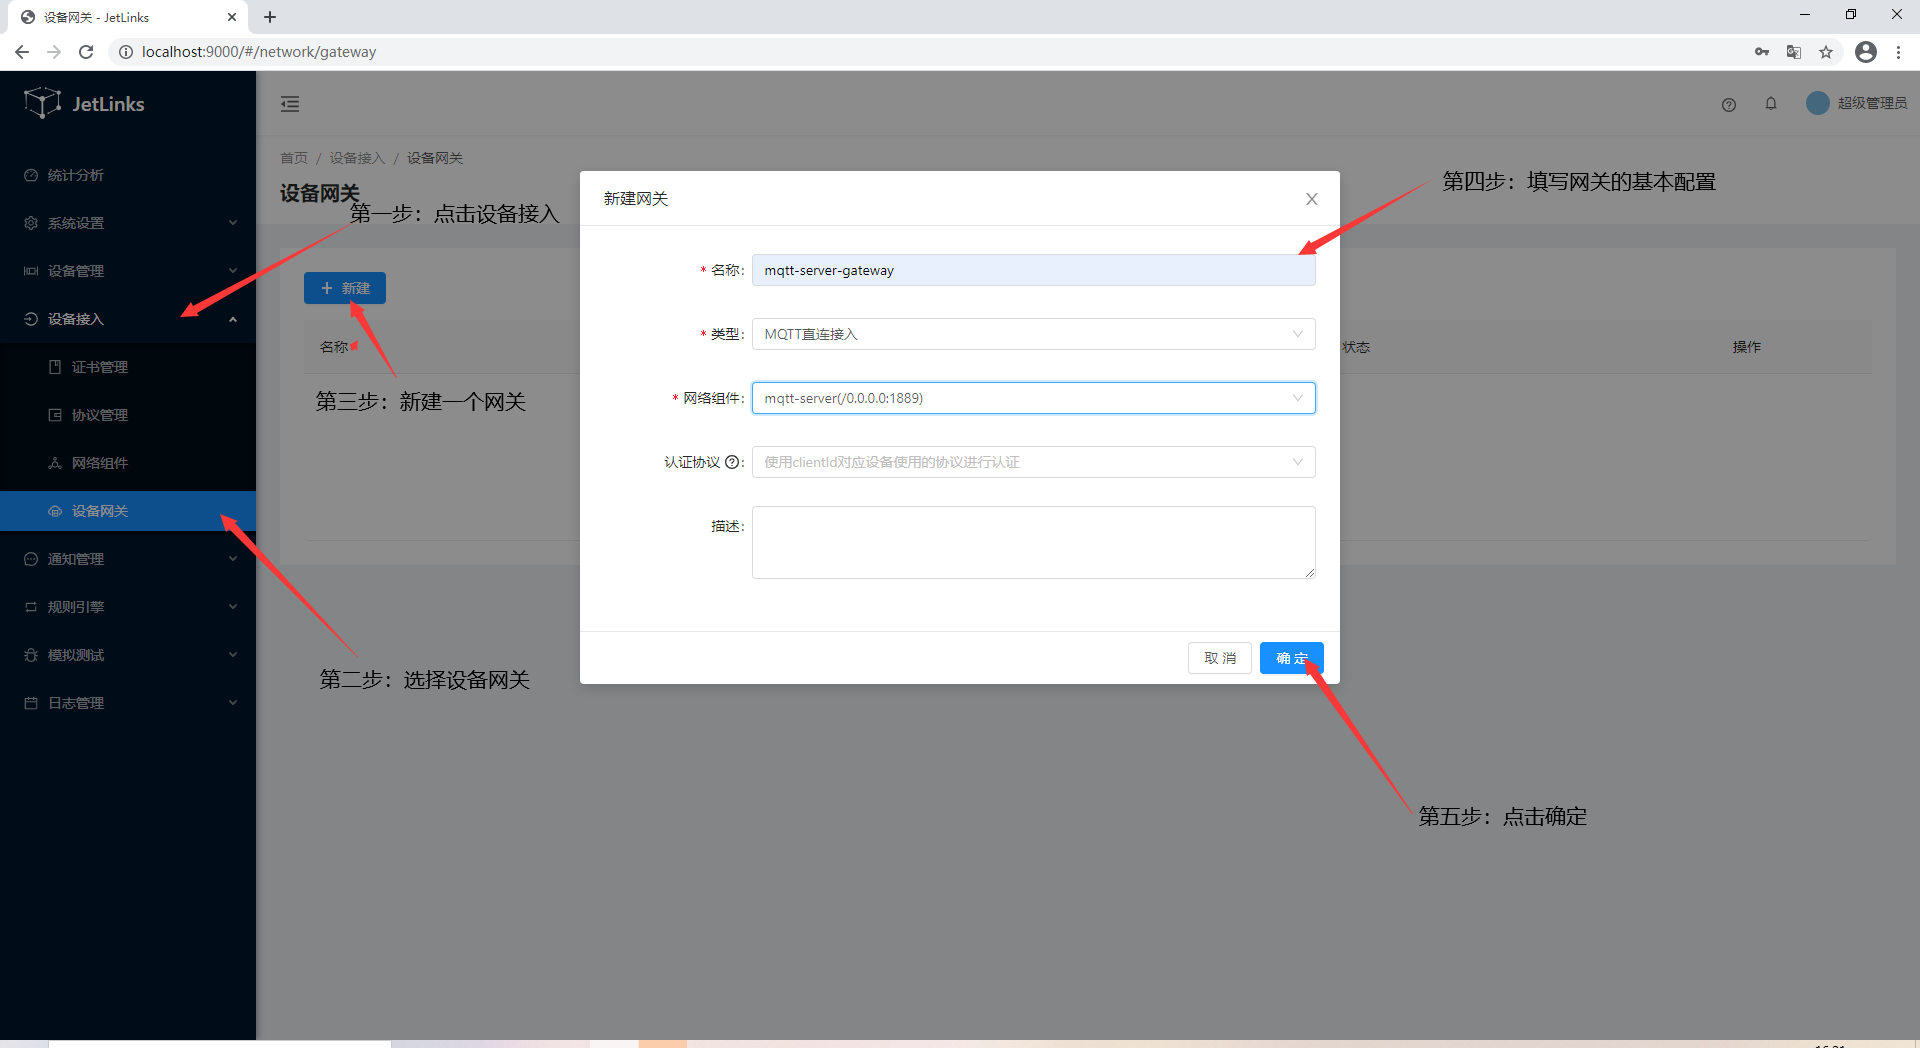 设备网关 - JetLinks
localhost:9000/#/network/gateway
JetLinks
超级管理员
首页 / 设备接入 / 设备网关
设备网关
第一步：点击设备接入
统计分析
系统设置
设备管理
设备接入
证书管理
协议管理
网络组件
设备网关
通知管理
规则引擎
模拟测试
日志管理
+ 新建
名称
状态
操作
第三步：新建一个网关
第二步：选择设备网关
新建网关
第四步：填写网关的基本配置
* 名称: mqtt-server-gateway
* 类型: MQTT直连接入
* 网络组件: mqtt-server(/0.0.0.0:1889)
认证协议 ?: 使用clientId对应设备使用的协议进行认证
描述:
取 消
确 定
第五步：点击确定